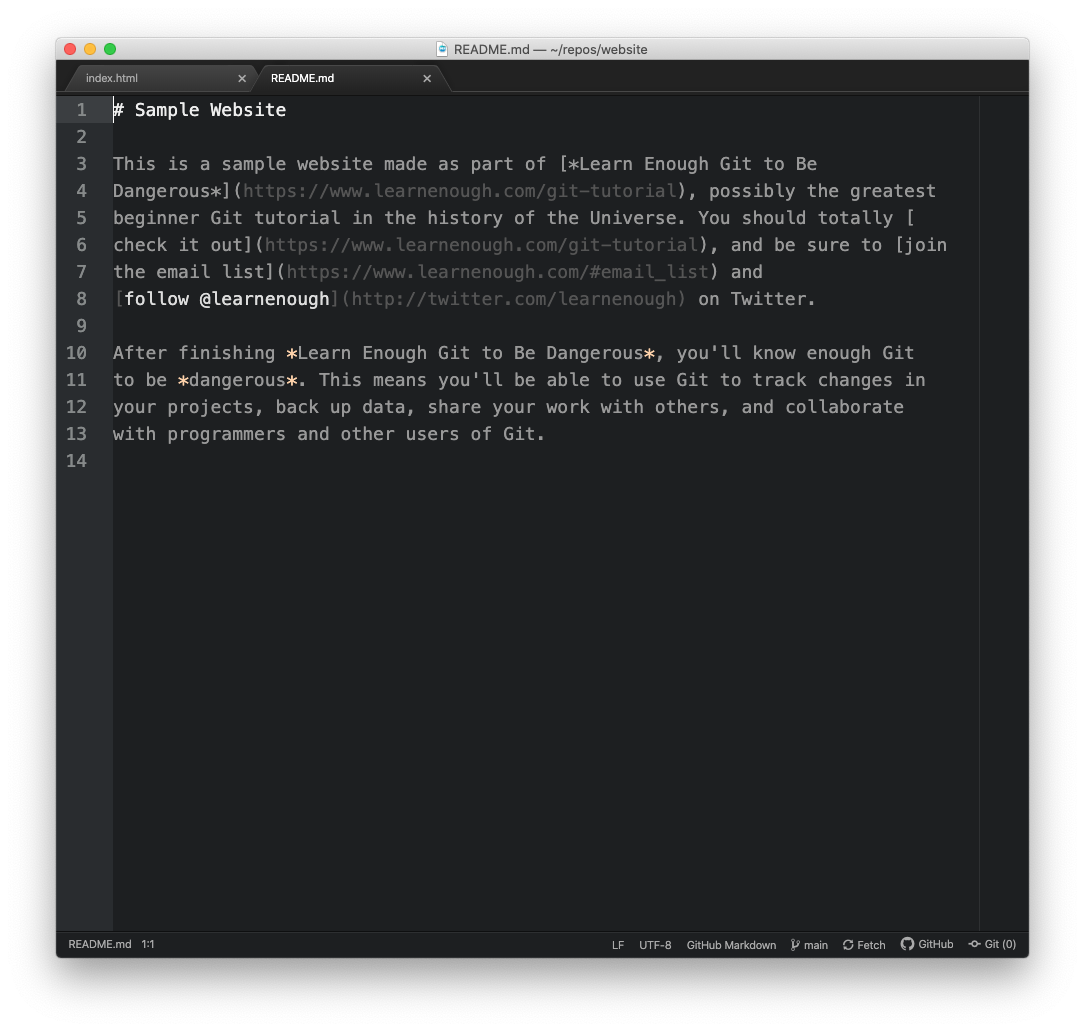 README.md — ~/repos/website
index.html README.md
1 # Sample Website
2
3 This is a sample website made as part of [*Learn Enough Git to Be
4 Dangerous*](https://www.learnenough.com/git-tutorial), possibly the greatest
5 beginner Git tutorial in the history of the Universe. You should totally [
6 check it out](https://www.learnenough.com/git-tutorial), and be sure to [join
7 the email list](https://www.learnenough.com/#email_list) and
8 [follow @learnenough](http://twitter.com/learnenough) on Twitter.
9
10 After finishing *Learn Enough Git to Be Dangerous*, you'll know enough Git
11 to be *dangerous*. This means you'll be able to use Git to track changes in
12 your projects, back up data, share your work with others, and collaborate
13 with programmers and other users of Git.
14
README.md 1:1 LF UTF-8 GitHub Markdown main Fetch GitHub Git (0)